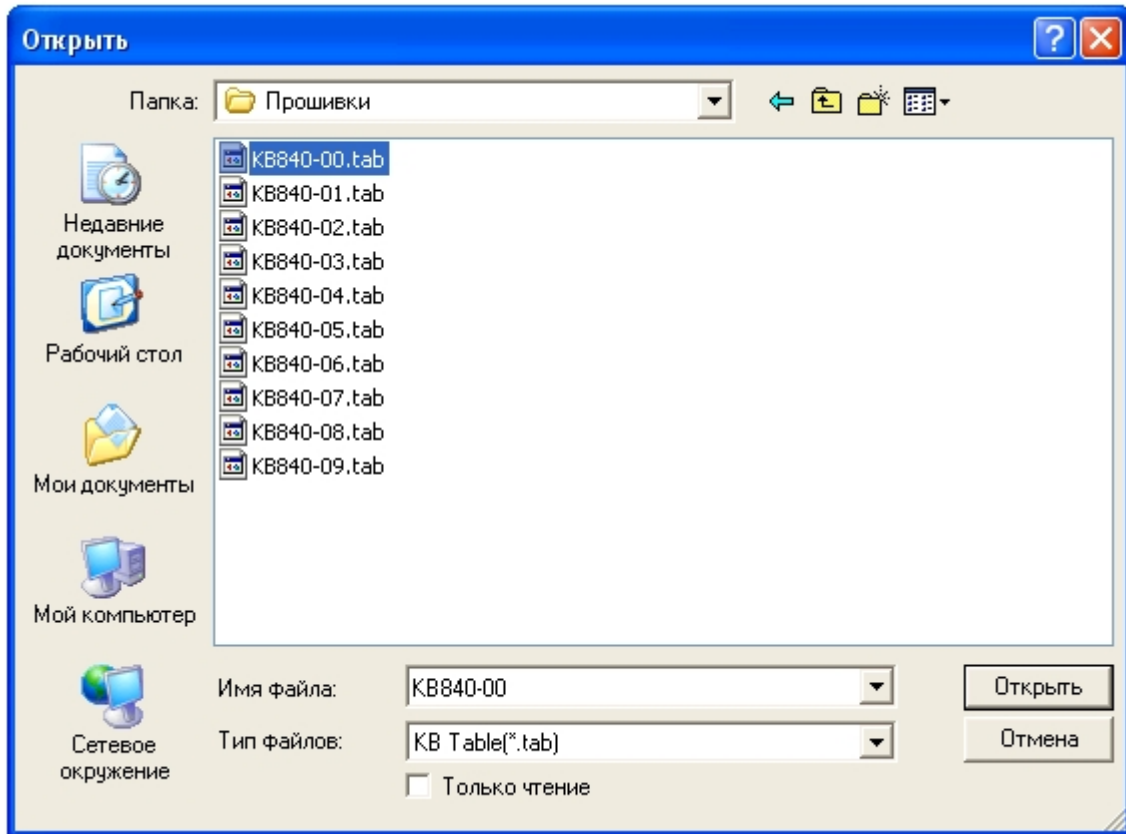 Открыть
Папка: Прошивки
KB840-00.tab
KB840-01.tab
KB840-02.tab
KB840-03.tab
KB840-04.tab
KB840-05.tab
KB840-06.tab
KB840-07.tab
KB840-08.tab
KB840-09.tab
Недавние
документы
Рабочий стол
Мои документы
Мой компьютер
Сетевое
окружение
Имя файла: KB840-00 Открыть
Тип файлов: KB Table(*.tab) Отмена
Только чтение